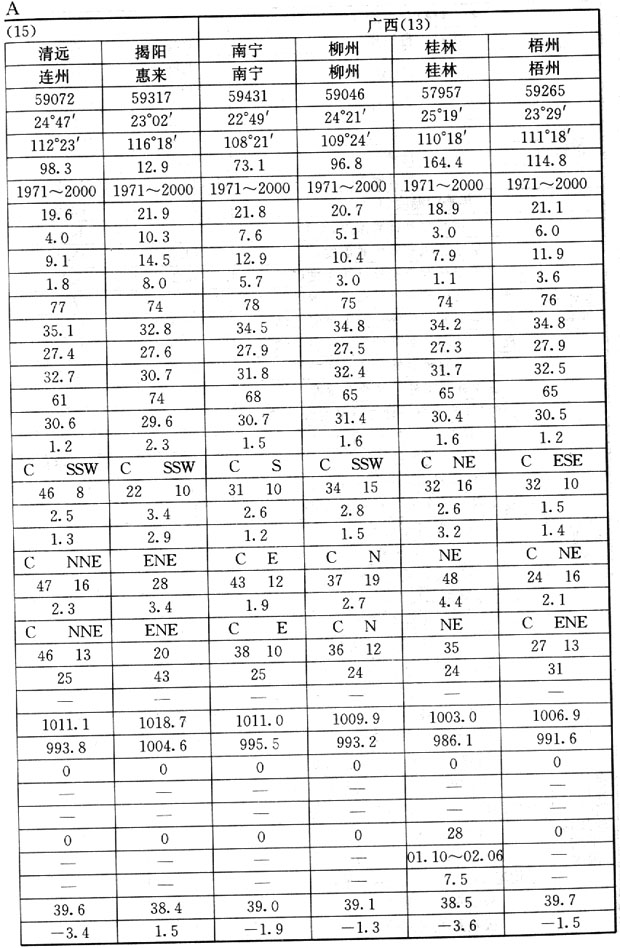 A
(15) 广西(13)
清远 揭阳 南宁 柳州 桂林 梧州
连州 惠来 南宁 柳州 桂林 梧州
59072 59317 59431 59046 57957 59265
24°47′ 23°02′ 22°49′ 24°21′ 25°19′ 23°29′
112°23′ 116°18′ 108°21′ 109°24′ 110°18′ 111°18′
98.3 12.9 73.1 96.8 164.4 114.8
1971～2000 1971～2000 1971～2000 1971～2000 1971～2000 1971～2000
19.6 21.9 21.8 20.7 18.9 21.1
4.0 10.3 7.6 5.1 3.0 6.0
9.1 14.5 12.9 10.4 7.9 11.9
1.8 8.0 5.7 3.0 1.1 3.6
77 74 78 75 74 76
35.1 32.8 34.5 34.8 34.2 34.8
27.4 27.6 27.9 27.5 27.3 27.9
32.7 30.7 31.8 32.4 31.7 32.5
61 74 68 65 65 65
30.6 29.6 30.7 31.4 30.4 30.5
1.2 2.3 1.5 1.6 1.6 1.2
C SSW C SSW C S C SSW C NE C ESE
46 8 22 10 31 10 34 15 32 16 32 10
2.5 3.4 2.6 2.8 2.6 1.5
1.3 2.9 1.2 1.5 3.2 1.4
C NNE ENE C E C N NE C NE
47 16 28 43 12 37 19 48 24 16
2.3 3.4 1.9 2.7 4.4 2.1
C NNE ENE C E C N NE C ENE
46 13 20 38 10 36 12 35 27 13
25 43 25 24 24 31
— — — — — —
1011.1 1018.7 1011.0 1009.9 1003.0 1006.9
993.8 1004.6 995.5 993.2 986.1 991.6
0 0 0 0 0 0
— — — — — —
— — — — — —
0 0 0 0 28 0
— — — — 01.10～02.06 —
— — — — 7.5 —
39.6 38.4 39.0 39.1 38.5 39.7
−3.4 1.5 −1.9 −1.3 −3.6 −1.5